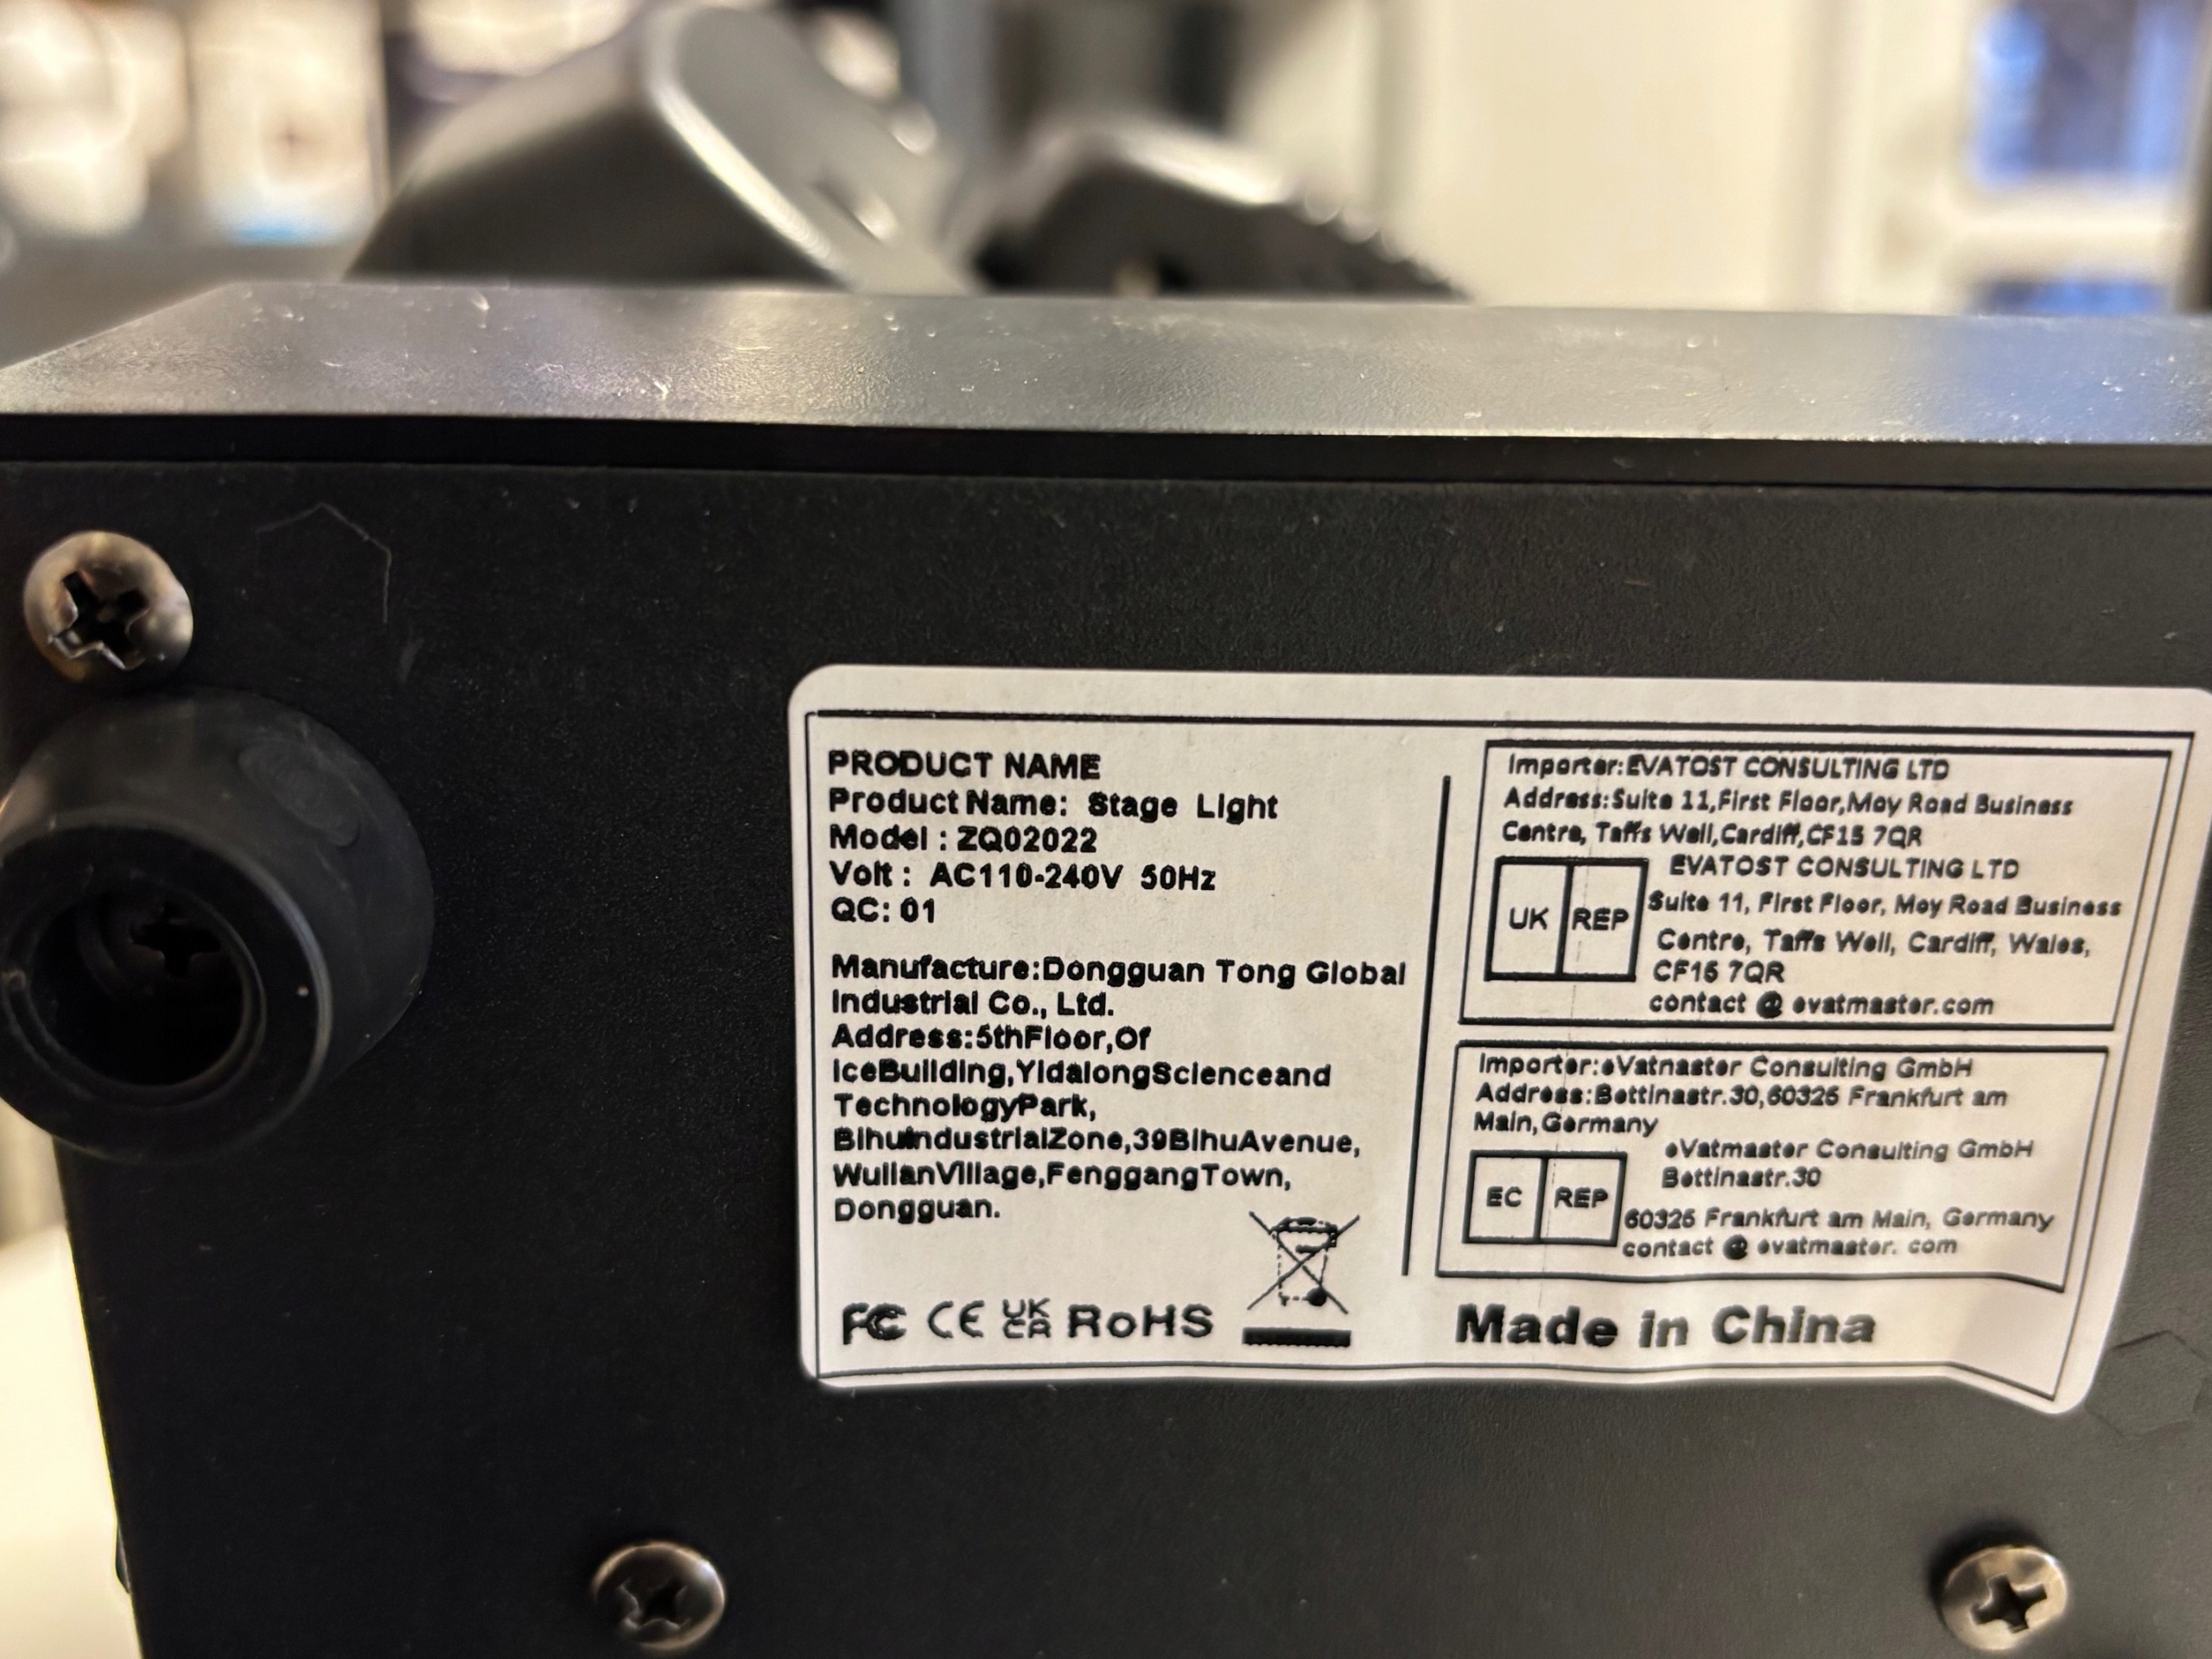 PRODUCT NAME
Product Name: Stage Light
Model : ZQ02022
Volt : AC110-240V 50Hz
QC: 01
Manufacture:Dongguan Tong Global
Industrial Co., Ltd.
Address:5thFloor,Of
iceBuilding,YidalongScienceand
TechnologyPark,
BihuindustrialZone,39BihuAvenue,
WulianVillage,FenggangTown,
Dongguan.
FC CE UK CA RoHS
Importer:EVATOST CONSULTING LTD
Address:Suite 11,First Floor,Moy Road Business
Centre, Taffs Well,Cardiff,CF15 7QR
UK REP
EVATOST CONSULTING LTD
Suite 11, First Floor, Moy Road Business
Centre, Taffs Well, Cardiff, Wales,
CF15 7QR
contact @ evatmaster.com
Importer:eVatnaster Consulting GmbH
Address:Bettinastr.30,60325 Frankfurt am
Main,Germany
EC REP
eVatmaster Consulting GmbH
Bettinastr.30
60325 Frankfurt am Main, Germany
contact @ evatmaster. com
Made in China